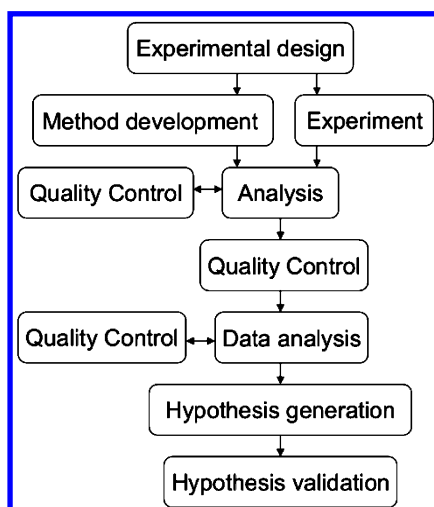 Experimental design
Method development
Experiment
Quality Control
Analysis
Quality Control
Quality Control
Data analysis
Hypothesis generation
Hypothesis validation